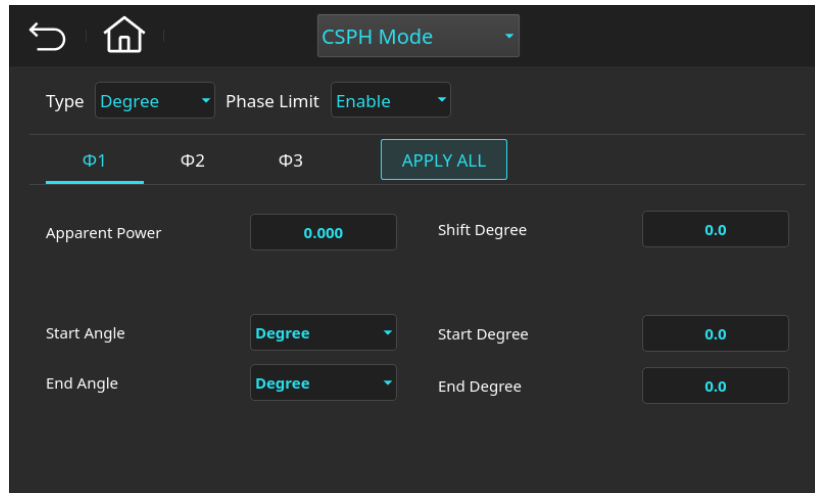 CSPH Mode
Type Degree Phase Limit Enable
Φ1 Φ2 Φ3 APPLY ALL
Apparent Power 0.000 Shift Degree 0.0
Start Angle Degree Start Degree 0.0
End Angle Degree End Degree 0.0